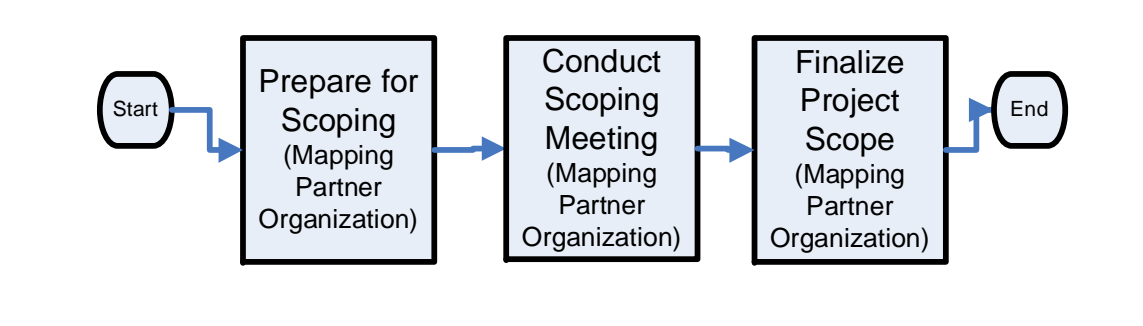 Start
Prepare for
Scoping
(Mapping
Partner
Organization)
Conduct
Scoping
Meeting
(Mapping
Partner
Organization)
Finalize
Project
Scope
(Mapping
Partner
Organization)
End